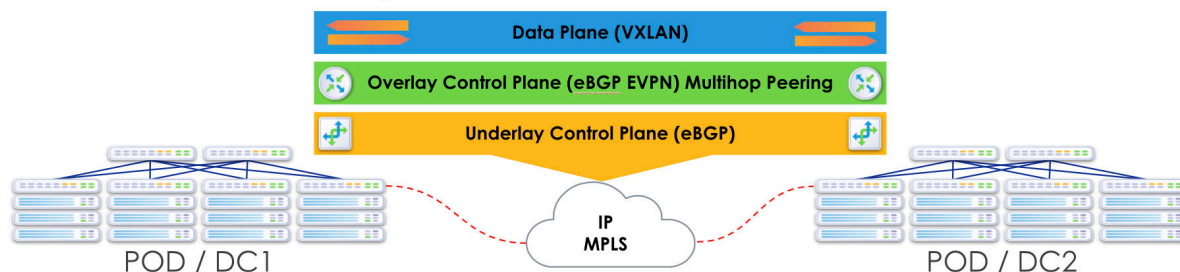 Data Plane (VXLAN)
Overlay Control Plane (eBGP EVPN) Multihop Peering
Underlay Control Plane (eBGP)
IP
MPLS
POD / DC1
POD / DC2